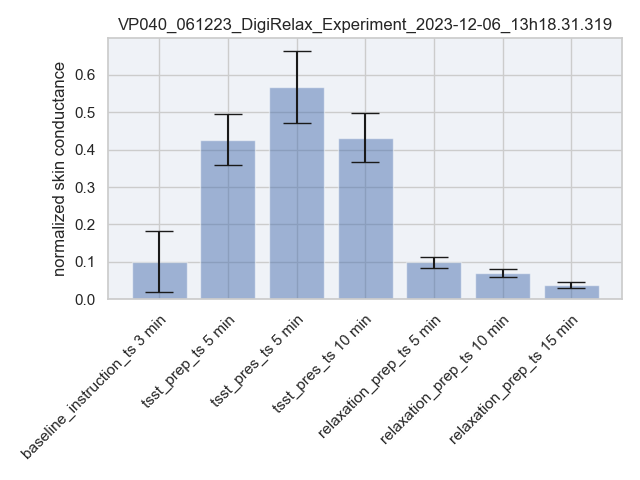 VP040_061223_DigiRelax_Experiment_2023-12-06_13h18.31.319
normalized skin conductance
0.6
0.5
0.4
0.3
0.2
0.1
0.0
baseline_instruction_ts 3 min
tsst_prep_ts 5 min
tsst_pres_ts 5 min
tsst_pres_ts 10 min
relaxation_prep_ts 5 min
relaxation_prep_ts 10 min
relaxation_prep_ts 15 min